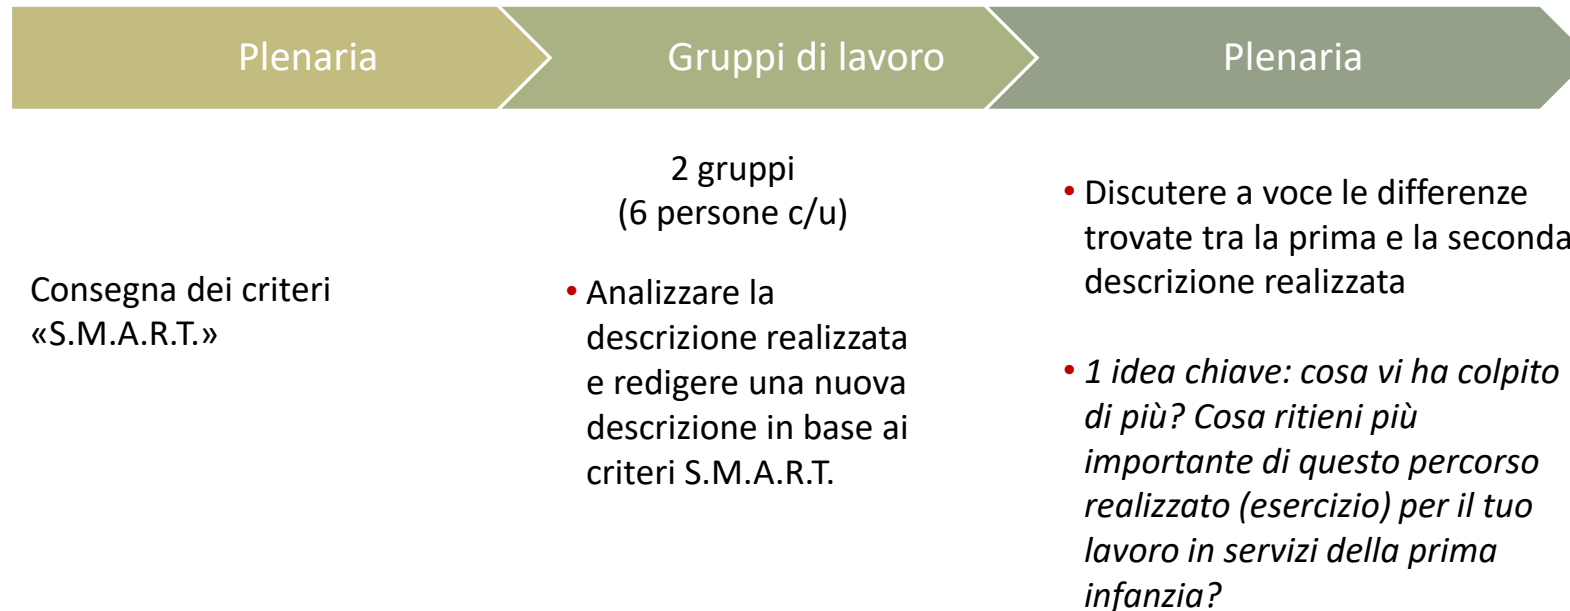 Plenaria
Gruppi di lavoro
Plenaria
Consegna dei criteri
«S.M.A.R.T.»
2 gruppi
(6 persone c/u)
• Analizzare la
descrizione realizzata
e redigere una nuova
descrizione in base ai
criteri S.M.A.R.T.
• Discutere a voce le differenze
trovate tra la prima e la seconda
descrizione realizzata
• 1 idea chiave: cosa vi ha colpito
di più? Cosa ritieni più
importante di questo percorso
realizzato (esercizio) per il tuo
lavoro in servizi della prima
infanzia?